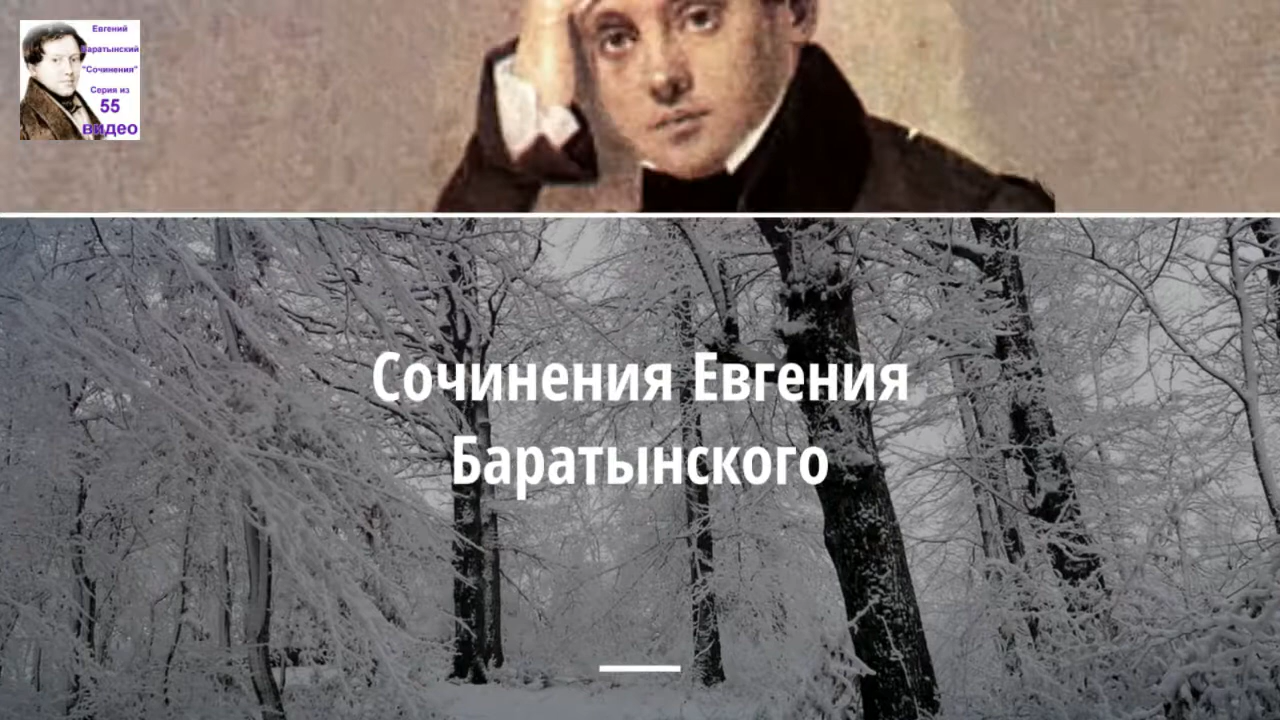 Евгений
Баратынский
"Сочинения"
Серия из
55
видео
Сочинения Евгения
Баратынского